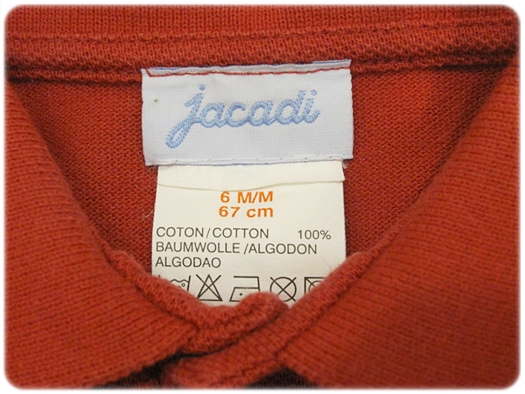 jacadi
6 M/M
67 cm
COTON/COTTON 100%
BAUMWOLLE/ALGODON
ALGODAO